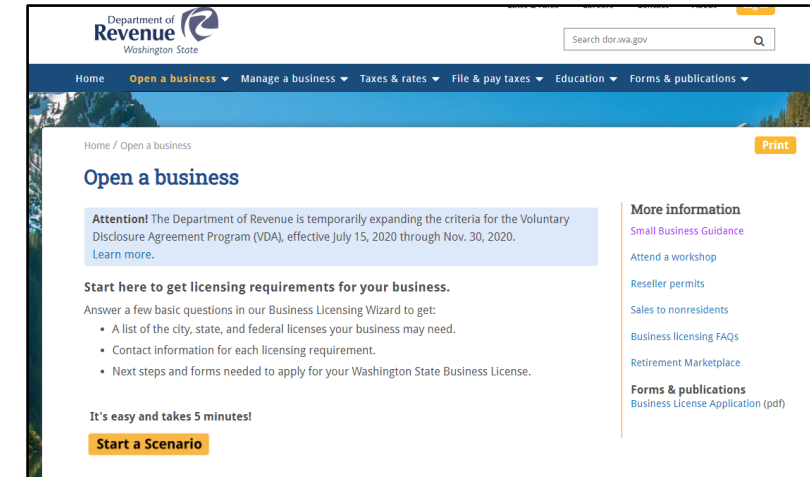 Department of
Revenue
Washington State
Search dor.wa.gov
Home Open a business Manage a business Taxes & rates File & pay taxes Education Forms & publications
Home / Open a business
Print
Open a business
Attention! The Department of Revenue is temporarily expanding the criteria for the Voluntary
Disclosure Agreement Program (VDA), effective July 15, 2020 through Nov. 30, 2020.
Learn more.
Start here to get licensing requirements for your business.
Answer a few basic questions in our Business Licensing Wizard to get:
• A list of the city, state, and federal licenses your business may need.
• Contact information for each licensing requirement.
• Next steps and forms needed to apply for your Washington State Business License.
It's easy and takes 5 minutes!
Start a Scenario
More information
Small Business Guidance
Attend a workshop
Reseller permits
Sales to nonresidents
Business licensing FAQs
Retirement Marketplace
Forms & publications
Business License Application (pdf)